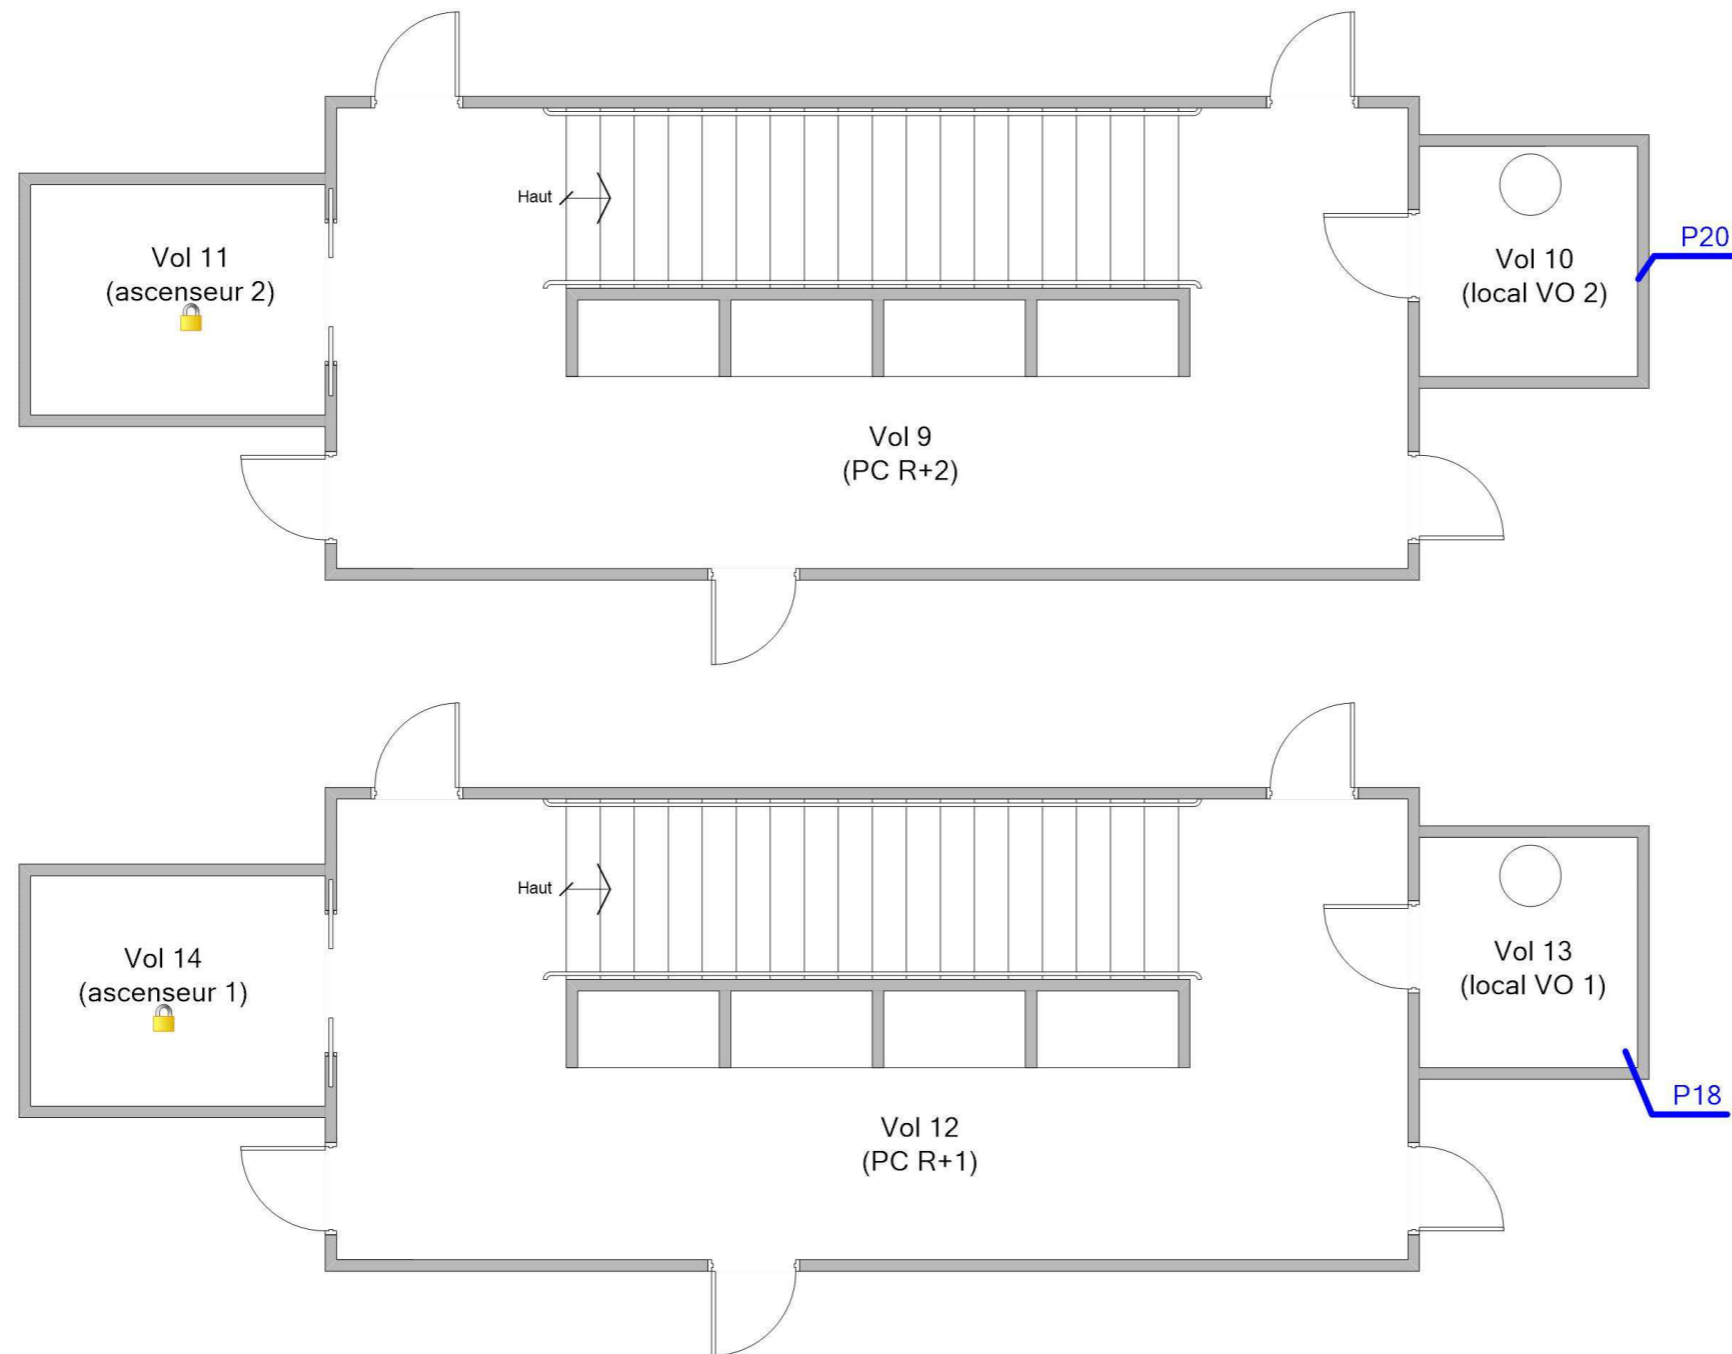 Haut
Vol 11
(ascenseur 2)
Vol 10
(local VO 2)
P20
Vol 9
(PC R+2)
Haut
Vol 14
(ascenseur 1)
Vol 13
(local VO 1)
P18
Vol 12
(PC R+1)